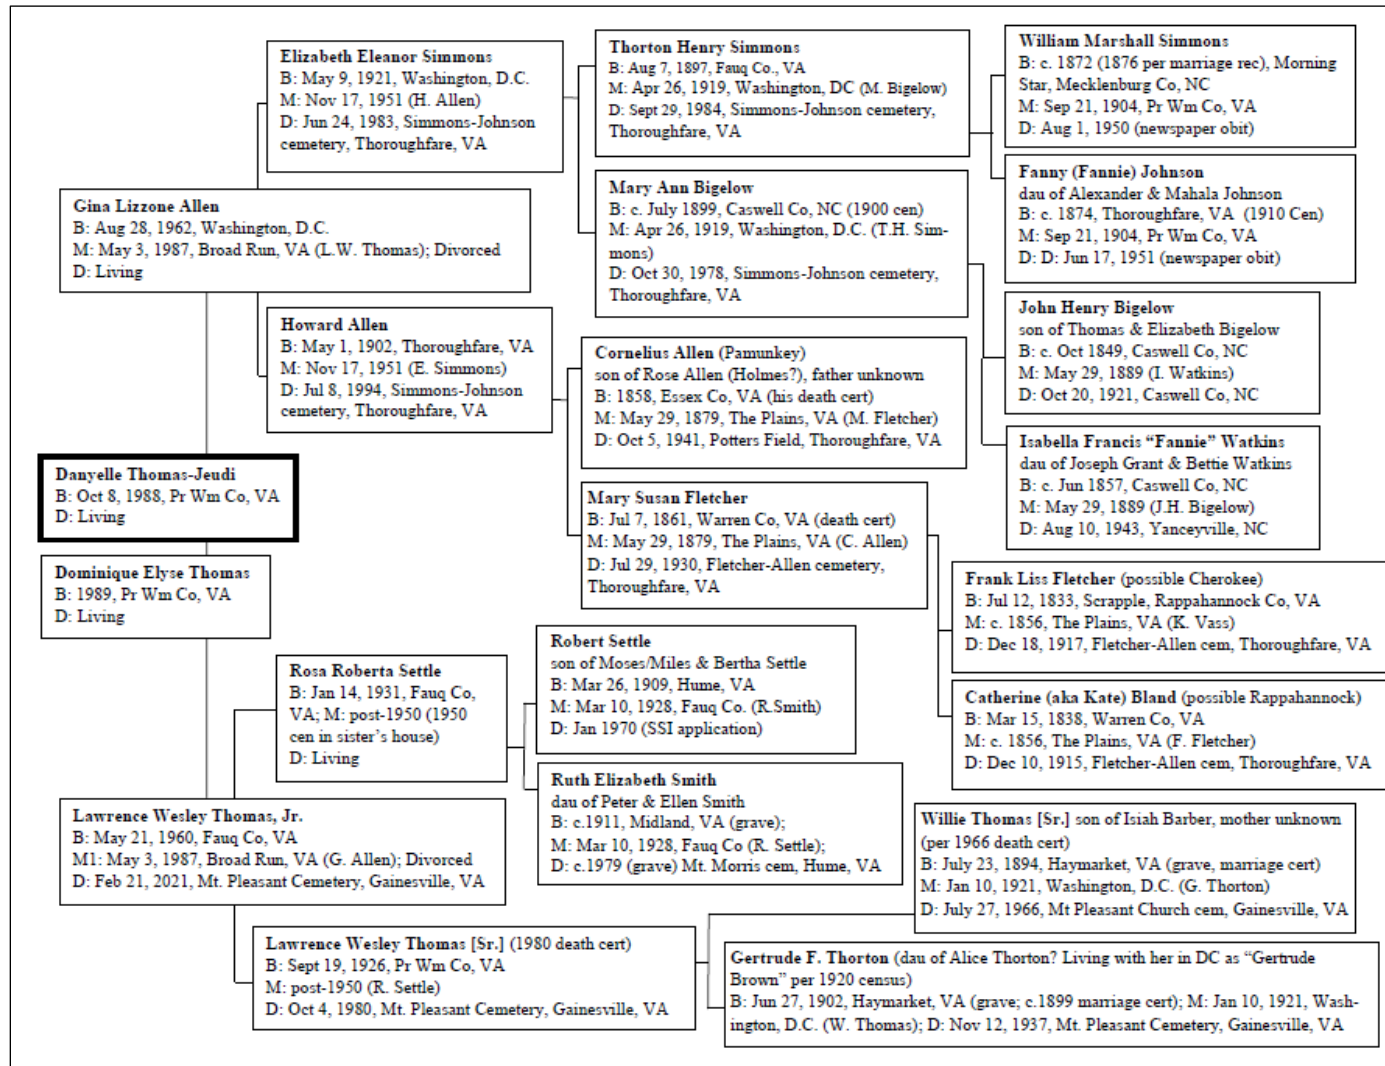 Elizabeth Eleanor Simmons
B: May 9, 1921, Washington, D.C.
M: Nov 17, 1951 (H. Allen)
D: Jun 24, 1983, Simmons-Johnson
cemetery, Thoroughfare, VA
Thorton Henry Simmons
B: Aug 7, 1897, Fauq Co., VA
M: Apr 26, 1919, Washington, DC (M. Bigelow)
D: Sept 29, 1984, Simmons-Johnson cemetery,
Thoroughfare, VA
William Marshall Simmons
B: c. 1872 (1876 per marriage rec), Morning
Star, Mecklenburg Co, NC
M: Sep 21, 1904, Pr Wm Co, VA
D: Aug 1, 1950 (newspaper obit)
Fanny (Fannie) Johnson
dau of Alexander & Mahala Johnson
B: c. 1874, Thoroughfare, VA (1910 Cen)
M: Sep 21, 1904, Pr Wm Co, VA
D: D: Jun 17, 1951 (newspaper obit)
Gina Lizzone Allen
B: Aug 28, 1962, Washington, D.C.
M: May 3, 1987, Broad Run, VA (L.W. Thomas); Divorced
D: Living
Mary Ann Bigelow
B: c. July 1899, Caswell Co, NC (1900 cen)
M: Apr 26, 1919, Washington, D.C. (T.H. Sim-
mons)
D: Oct 30, 1978, Simmons-Johnson cemetery,
Thoroughfare, VA
John Henry Bigelow
son of Thomas & Elizabeth Bigelow
B: c. Oct 1849, Caswell Co, NC
M: May 29, 1889 (I. Watkins)
D: Oct 20, 1921, Caswell Co, NC
Howard Allen
B: May 1, 1902, Thoroughfare, VA
M: Nov 17, 1951 (E. Simmons)
D: Jul 8, 1994, Simmons-Johnson
cemetery, Thoroughfare, VA
Cornelius Allen (Pamunkey)
son of Rose Allen (Holmes?), father unknown
B: 1858, Essex Co, VA (his death cert)
M: May 29, 1879, The Plains, VA (M. Fletcher)
D: Oct 5, 1941, Potters Field, Thoroughfare, VA
Isabella Francis "Fannie" Watkins
dau of Joseph Grant & Bettie Watkins
B: c. Jun 1857, Caswell Co, NC
M: May 29, 1889 (J.H. Bigelow)
D: Aug 10, 1943, Yanceyville, NC
Danyelle Thomas-Jeudi
B: Oct 8, 1988, Pr Wm Co, VA
D: Living
Mary Susan Fletcher
B: Jul 7, 1861, Warren Co, VA (death cert)
M: May 29, 1879, The Plains, VA (C. Allen)
D: Jul 29, 1930, Fletcher-Allen cemetery,
Thoroughfare, VA
Dominique Elyse Thomas
B: 1989, Pr Wm Co, VA
D: Living
Frank Liss Fletcher (possible Cherokee)
B: Jul 12, 1833, Scrapple, Rappahannock Co, VA
M: c. 1856, The Plains, VA (K. Vass)
D: Dec 18, 1917, Fletcher-Allen cem, Thoroughfare, VA
Rosa Roberta Settle
B: Jan 14, 1931, Fauq Co,
VA; M: post-1950 (1950
cen in sister's house)
D: Living
Robert Settle
son of Moses/Miles & Bertha Settle
B: Mar 26, 1909, Hume, VA
M: Mar 10, 1928, Fauq Co. (R.Smith)
D: Jan 1970 (SSI application)
Catherine (aka Kate) Bland (possible Rappahannock)
B: Mar 15, 1838, Warren Co, VA
M: c. 1856, The Plains, VA (F. Fletcher)
D: Dec 10, 1915, Fletcher-Allen cem, Thoroughfare, VA
Ruth Elizabeth Smith
dau of Peter & Ellen Smith
B: c.1911, Midland, VA (grave);
M: Mar 10, 1928, Fauq Co (R. Settle);
D: c.1979 (grave) Mt. Morris cem, Hume, VA
Lawrence Wesley Thomas, Jr.
B: May 21, 1960, Fauq Co, VA
M1: May 3, 1987, Broad Run, VA (G. Allen); Divorced
D: Feb 21, 2021, Mt. Pleasant Cemetery, Gainesville, VA
Willie Thomas [Sr.] son of Isiah Barber, mother unknown
(per 1966 death cert)
B: July 23, 1894, Haymarket, VA (grave, marriage cert)
M: Jan 10, 1921, Washington, D.C. (G. Thorton)
D: July 27, 1966, Mt Pleasant Church cem, Gainesville, VA
Lawrence Wesley Thomas [Sr.] (1980 death cert)
B: Sept 19, 1926, Pr Wm Co, VA
M: post-1950 (R. Settle)
D: Oct 4, 1980, Mt. Pleasant Cemetery, Gainesville, VA
Gertrude F. Thorton (dau of Alice Thorton? Living with her in DC as "Gertrude
Brown" per 1920 census)
B: Jun 27, 1902, Haymarket, VA (grave; c.1899 marriage cert); M: Jan 10, 1921, Wash-
ington, D.C. (W. Thomas); D: Nov 12, 1937, Mt. Pleasant Cemetery, Gainesville, VA